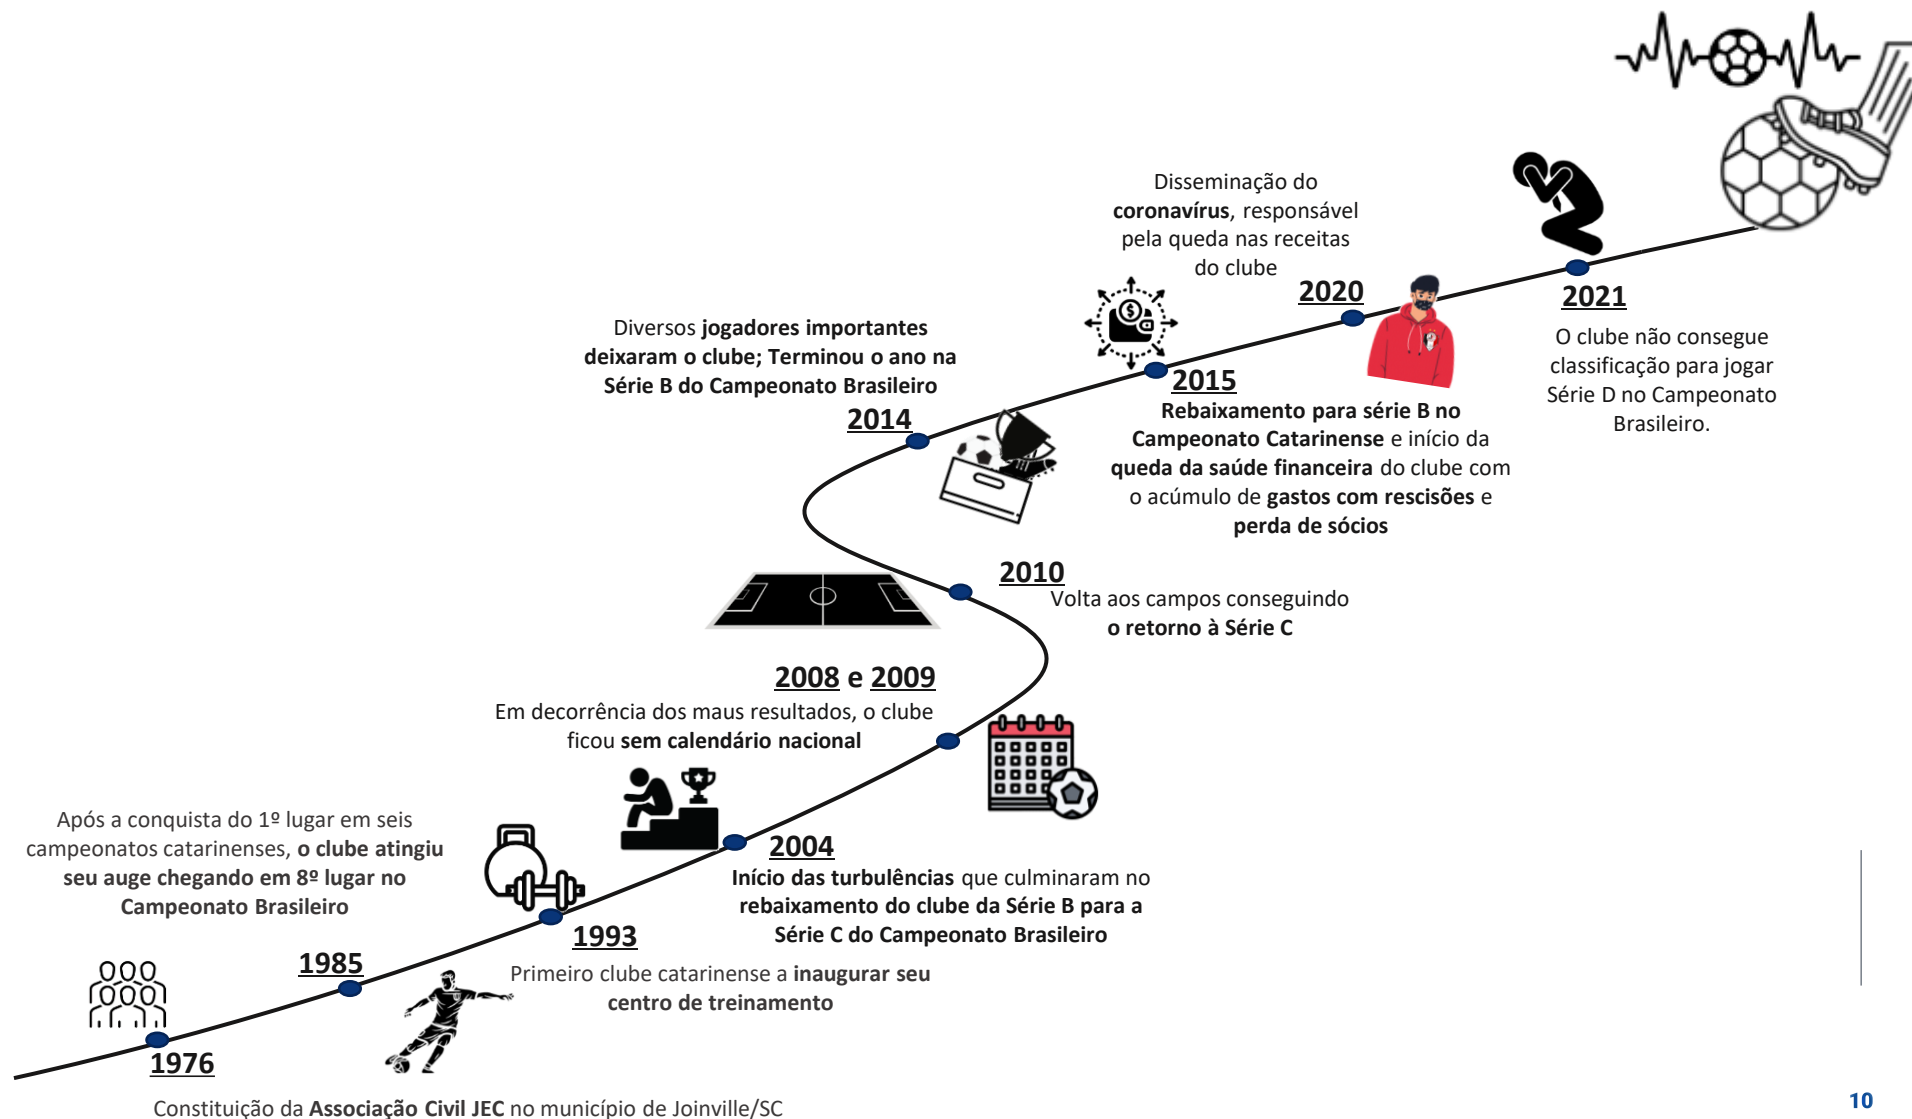 Disseminação do
coronavírus, responsável
pela queda nas receitas
do clube
2020
2021
O clube não consegue
classificação para jogar
Série D no Campeonato
Brasileiro.
Diversos jogadores importantes
deixaram o clube; Terminou o ano na
Série B do Campeonato Brasileiro
2014
2015
Rebaixamento para série B no
Campeonato Catarinense e início da
queda da saúde financeira do clube com
o acúmulo de gastos com rescisões e
perda de sócios
2010
Volta aos campos conseguindo
o retorno à Série C
2008 e 2009
Em decorrência dos maus resultados, o clube
ficou sem calendário nacional
Após a conquista do 1º lugar em seis
campeonatos catarinenses, o clube atingiu
seu auge chegando em 8º lugar no
Campeonato Brasileiro
1985
2004
Início das turbulências que culminaram no
rebaixamento do clube da Série B para a
Série C do Campeonato Brasileiro
1993
Primeiro clube catarinense a inaugurar seu
centro de treinamento
1976
Constituição da Associação Civil JEC no município de Joinville/SC
10